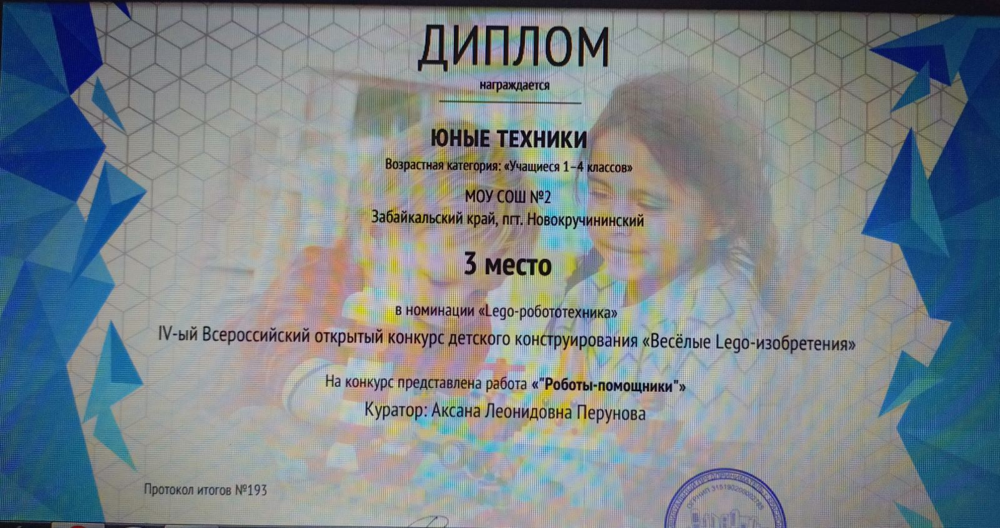 ДИПЛОМ
награждается
ЮНЫЕ ТЕХНИКИ
Возрастная категория: «Учащиеся 1–4 классов»
МОУ СОШ №2
Забайкальский край, пгт. Новокручининский
3 место
в номинации «Lego-робототехника»
IV-ый Всероссийский открытый конкурс детского конструирования «Весёлые Lego-изобретения»
На конкурс представлена работа «"Роботы-помощники"»
Куратор: Аксана Леонидовна Перунова
Протокол итогов №193
ПРЕДПРИНИМАТЕЛЬ
ОГРНИП